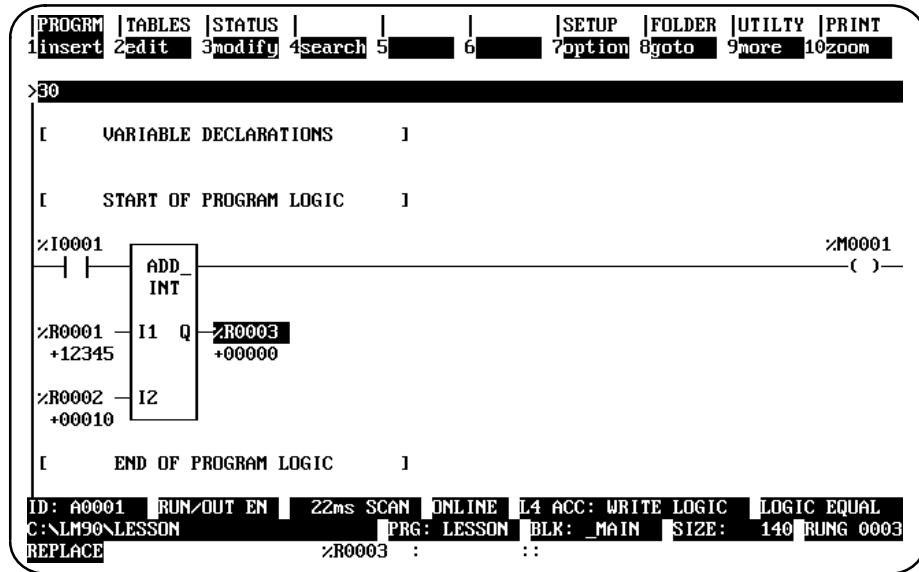 |PROGRM |TABLES |STATUS | | | |SETUP |FOLDER |UTILTY |PRINT
1insert 2edit 3modify 4search 5 6 7option 8goto 9more 10zoom
>30
[ VARIABLE DECLARATIONS ]
[ START OF PROGRAM LOGIC ]
%I0001 %M0001
ADD_ ( )
INT
%R0001 I1 Q %R0003
+12345 +00000
%R0002 I2
+00010
[ END OF PROGRAM LOGIC ]
ID: A0001 RUN/OUT EN 22ms SCAN ONLINE L4 ACC: WRITE LOGIC LOGIC EQUAL
C:\LM90\LESSON PRG: LESSON BLK: _MAIN SIZE: 140 RUNG 0003
REPLACE %R0003 : ::